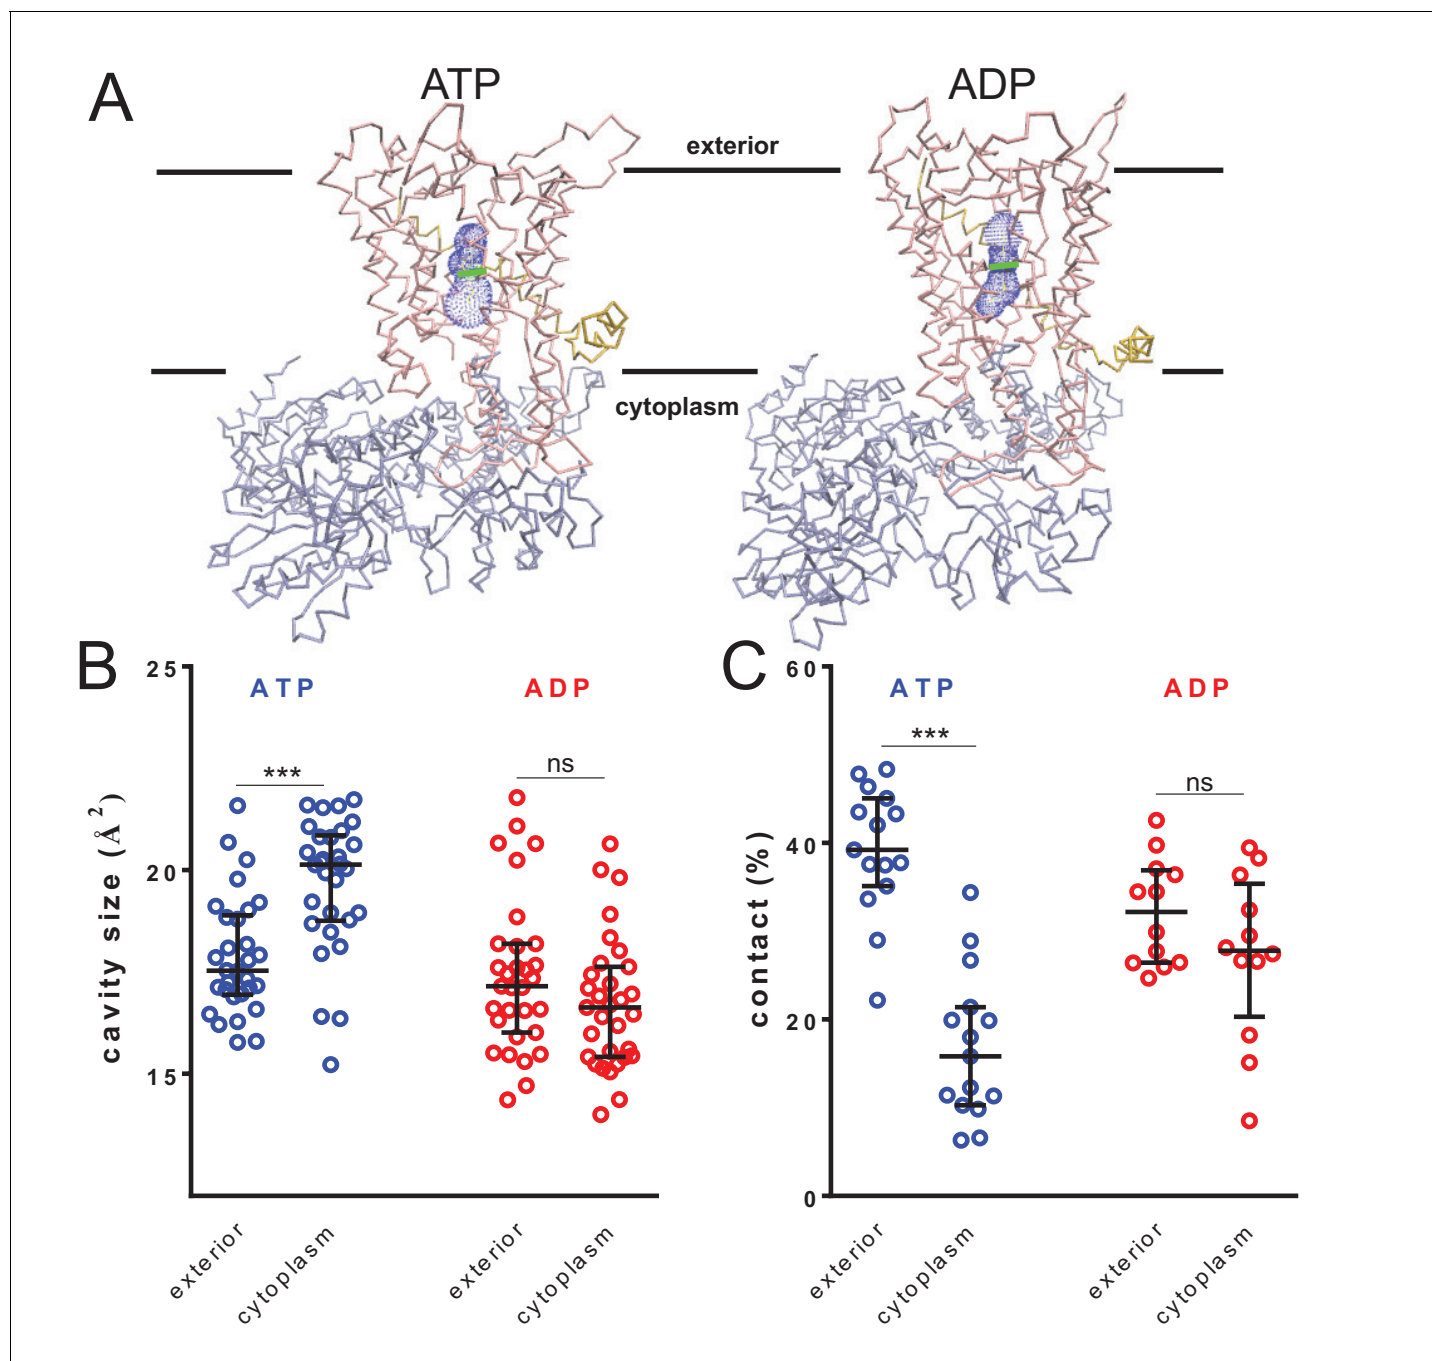 A
ATP
ADP
exterior
cytoplasm
B
25
20
15
cavity size (Å²)
ATP
ADP
***
ns
exterior
cytoplasm
exterior
cytoplasm
C
60
40
20
0
contact (%)
ATP
ADP
***
ns
exterior
cytoplasm
exterior
cytoplasm